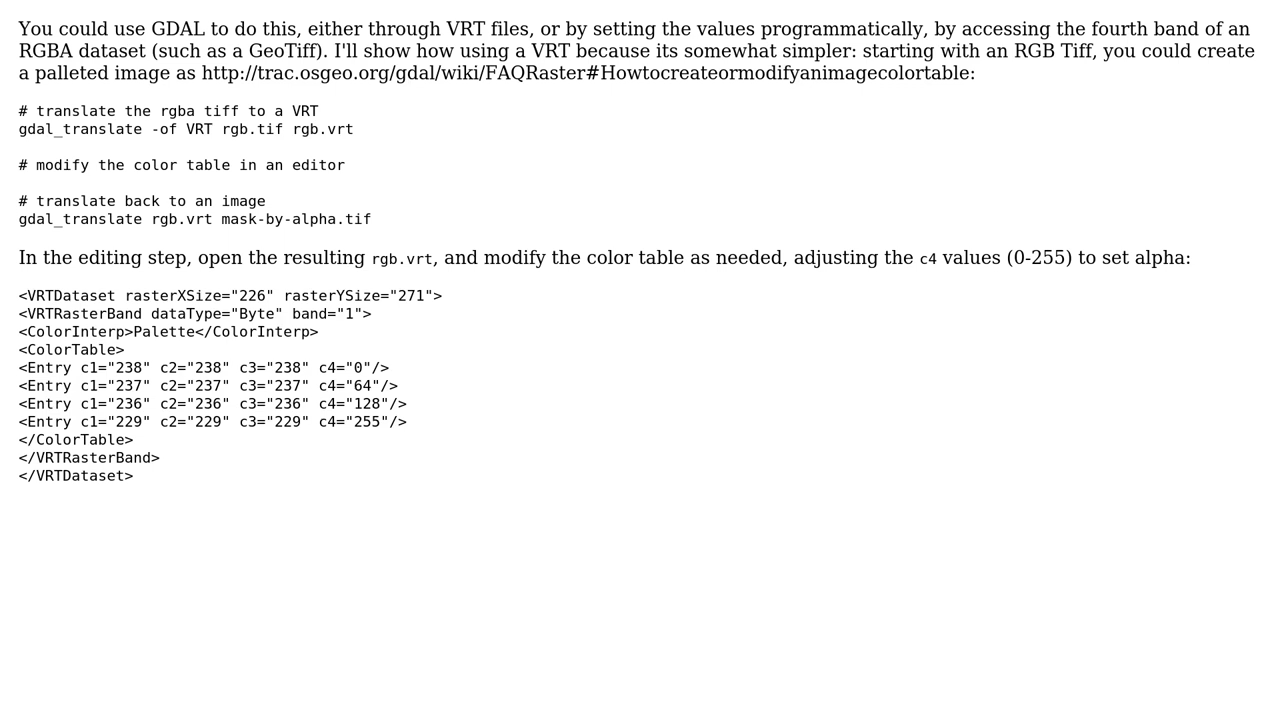 You could use GDAL to do this, either through VRT files, or by setting the values programmatically, by accessing the fourth band of an
RGBA dataset (such as a GeoTiff). I'll show how using a VRT because its somewhat simpler: starting with an RGB Tiff, you could create
a palleted image as http://trac.osgeo.org/gdal/wiki/FAQRaster#Howtocreateormodifyanimagecolortable:
# translate the rgba tiff to a VRT
gdal_translate -of VRT rgb.tif rgb.vrt
# modify the color table in an editor
# translate back to an image
gdal_translate rgb.vrt mask-by-alpha.tif
In the editing step, open the resulting rgb.vrt, and modify the color table as needed, adjusting the c4 values (0-255) to set alpha:
<VRTDataset rasterXSize="226" rasterYSize="271">
<VRTRasterBand dataType="Byte" band="1">
<ColorInterp>Palette</ColorInterp>
<ColorTable>
<Entry c1="238" c2="238" c3="238" c4="0"/>
<Entry c1="237" c2="237" c3="237" c4="64"/>
<Entry c1="236" c2="236" c3="236" c4="128"/>
<Entry c1="229" c2="229" c3="229" c4="255"/>
</ColorTable>
</VRTRasterBand>
</VRTDataset>